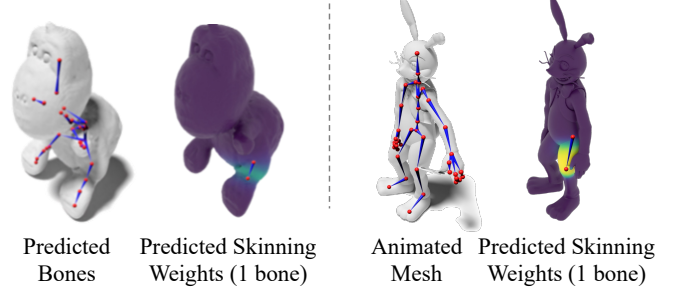 Predicted
Bones
Predicted Skinning
Weights (1 bone)
Animated
Mesh
Predicted Skinning
Weights (1 bone)